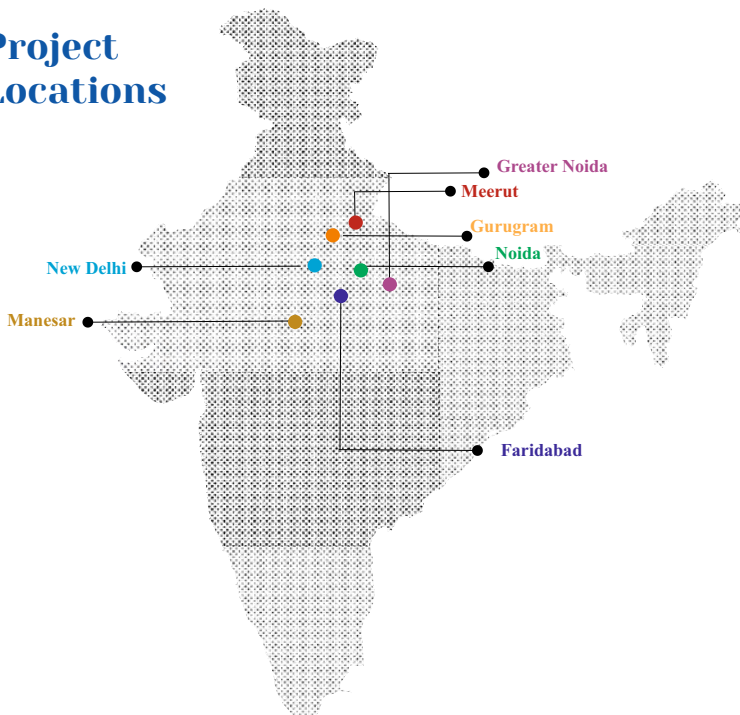 Project
Locations
Greater Noida
Meerut
Gurugram
Noida
New Delhi
Manesar
Faridabad